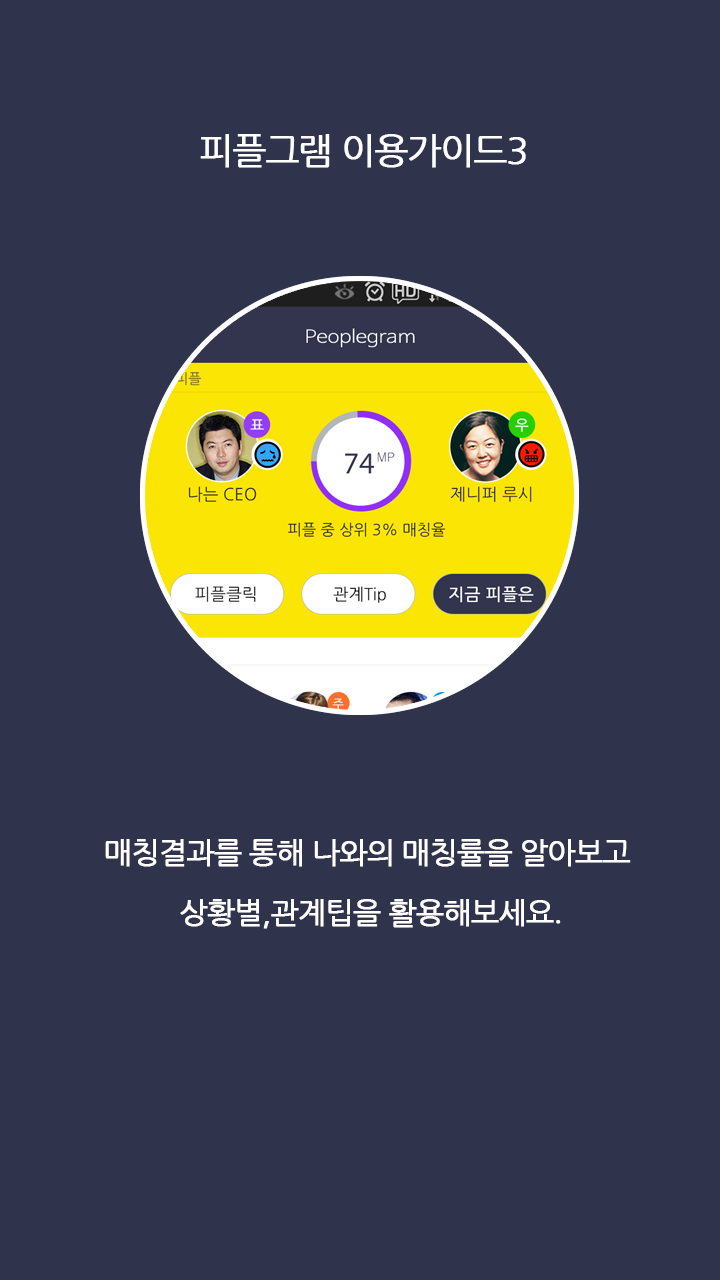 피플그램 이용가이드3
HD
Peoplegram
피플
표
우
74 MP
나는 CEO
제니퍼 루시
피플 중 상위 3% 매칭율
피플클릭
관계Tip
지금 피플은
주
매칭결과를 통해 나와의 매칭률을 알아보고
상황별,관계팁을 활용해보세요.